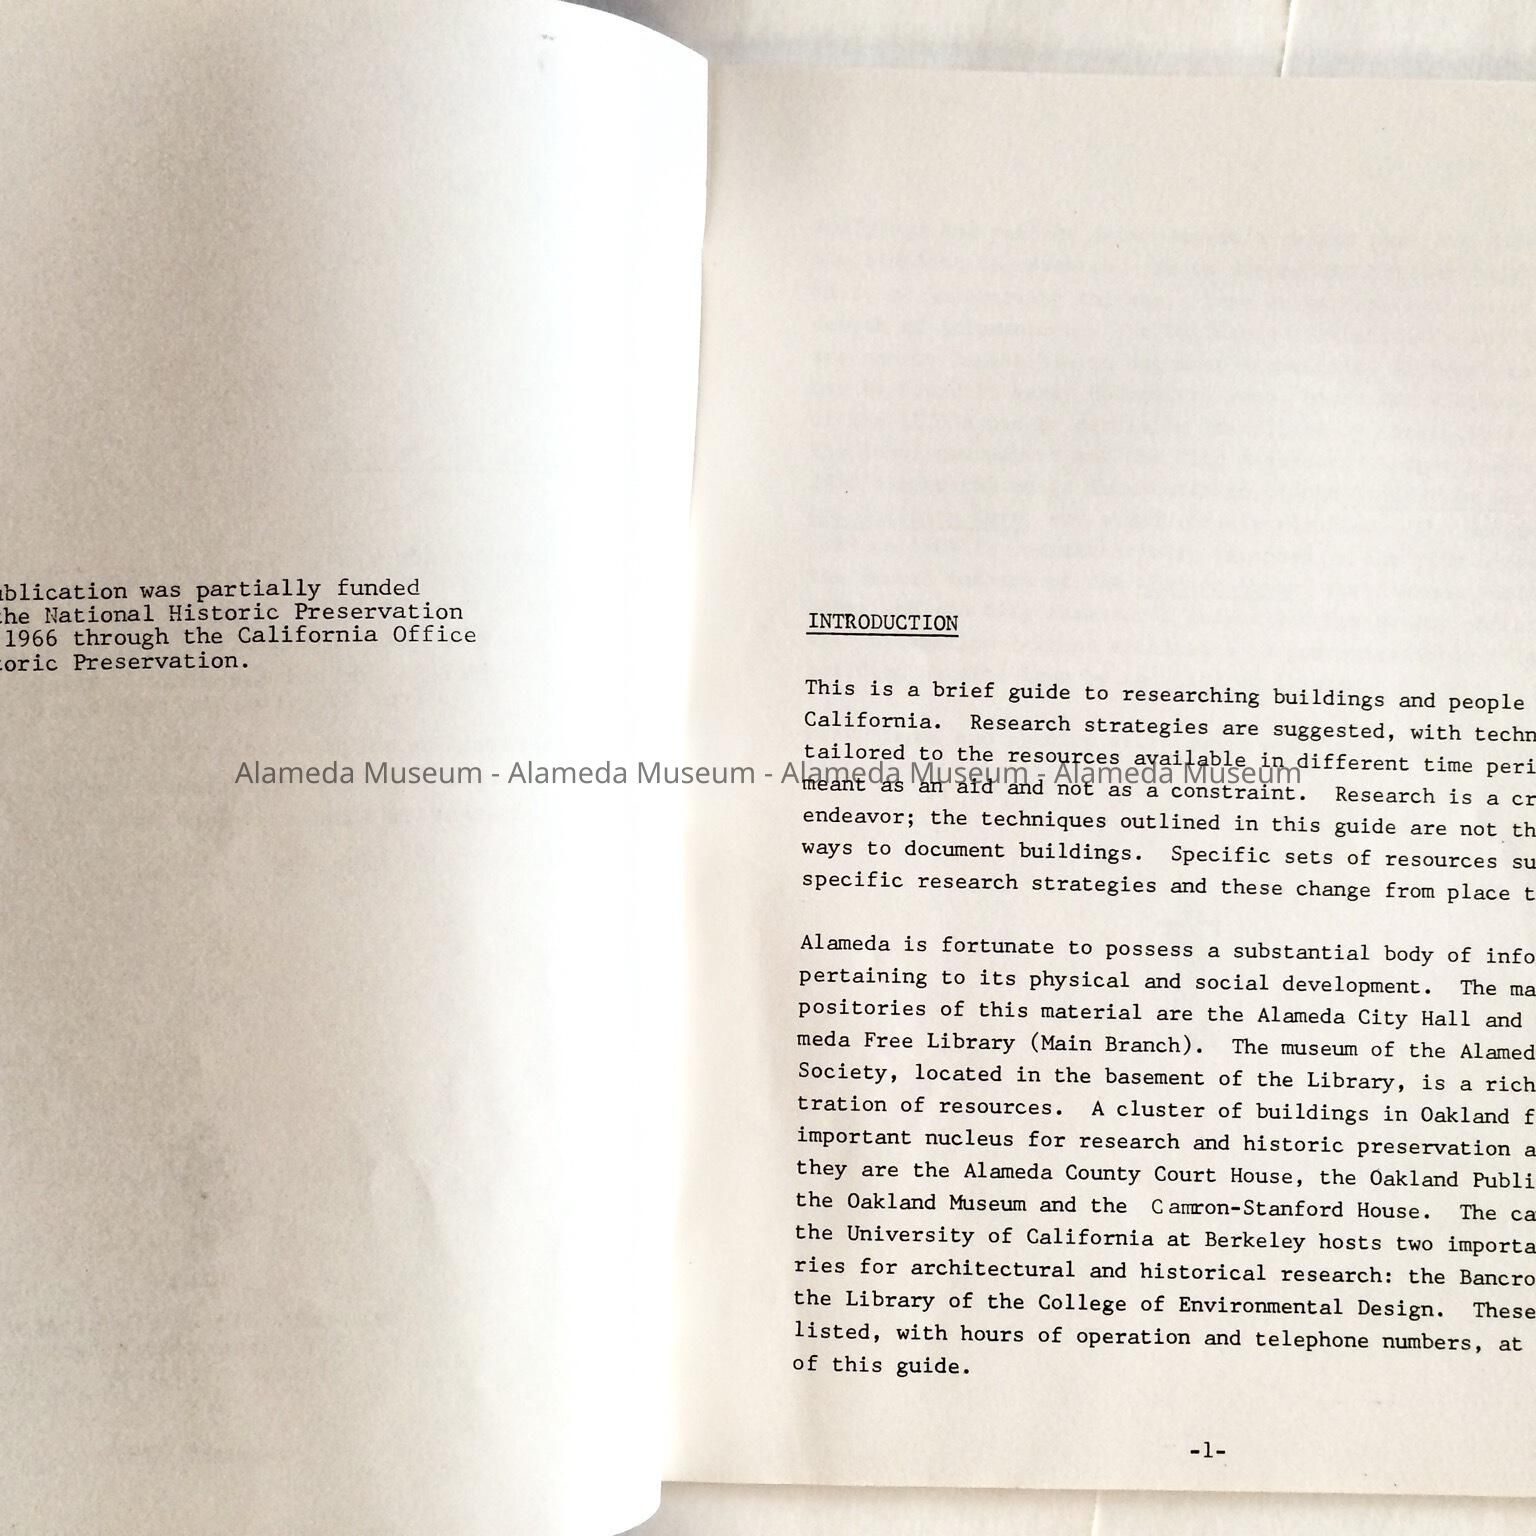 ublication was partially funded
the National Historic Preservation
1966 through the California Office
toric Preservation.
INTRODUCTION
This is a brief guide to researching buildings and people
California. Research strategies are suggested, with techn
tailored to the resources available in different time peri
meant as an aid and not as a constraint. Research is a cr
endeavor; the techniques outlined in this guide are not th
ways to document buildings. Specific sets of resources su
specific research strategies and these change from place t
Alameda is fortunate to possess a substantial body of info
pertaining to its physical and social development. The ma
positories of this material are the Alameda City Hall and
meda Free Library (Main Branch). The museum of the Alamed
Society, located in the basement of the Library, is a rich
tration of resources. A cluster of buildings in Oakland f
important nucleus for research and historic preservation a
they are the Alameda County Court House, the Oakland Publi
the Oakland Museum and the Camron-Stanford House. The ca
the University of California at Berkeley hosts two importa
ries for architectural and historical research: the Bancro
the Library of the College of Environmental Design. These
listed, with hours of operation and telephone numbers, at
of this guide.
-1-
Alameda Museum - Alameda Museum - Alameda Museum - Alameda Museum